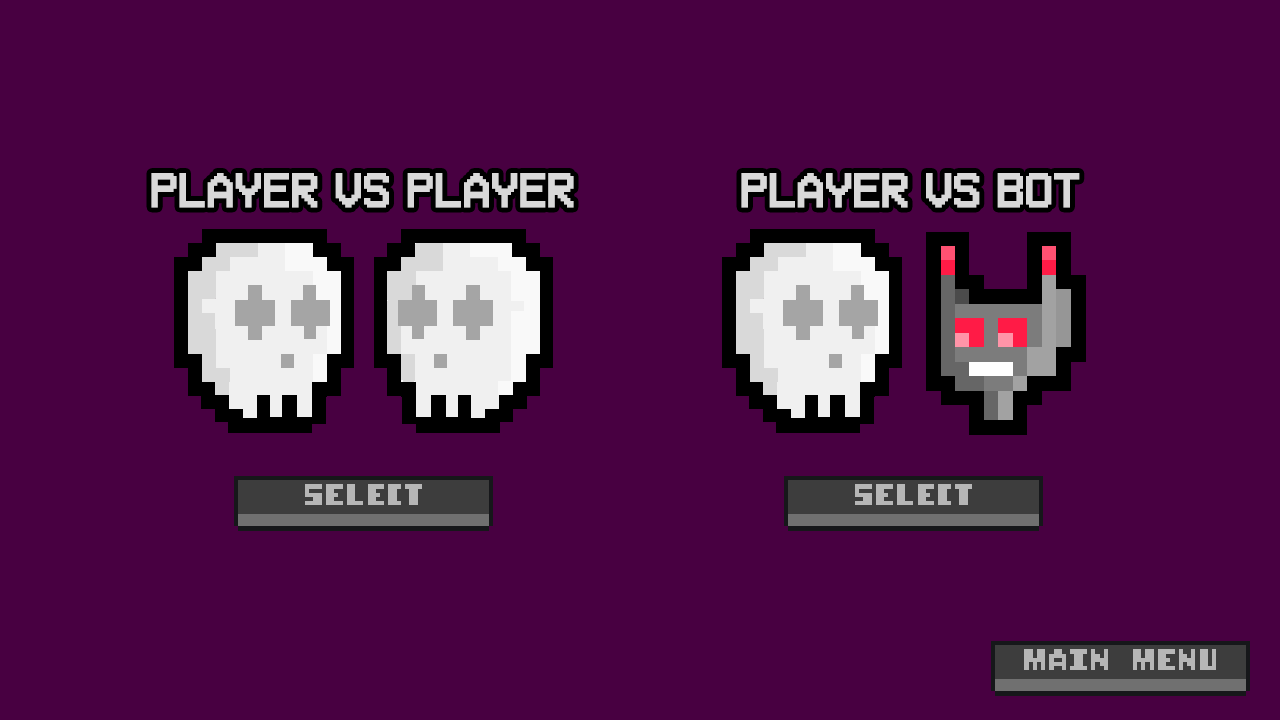 PLAYER VS PLAYER
PLAYER VS BOT
SELECT
SELECT
MAIN MENU